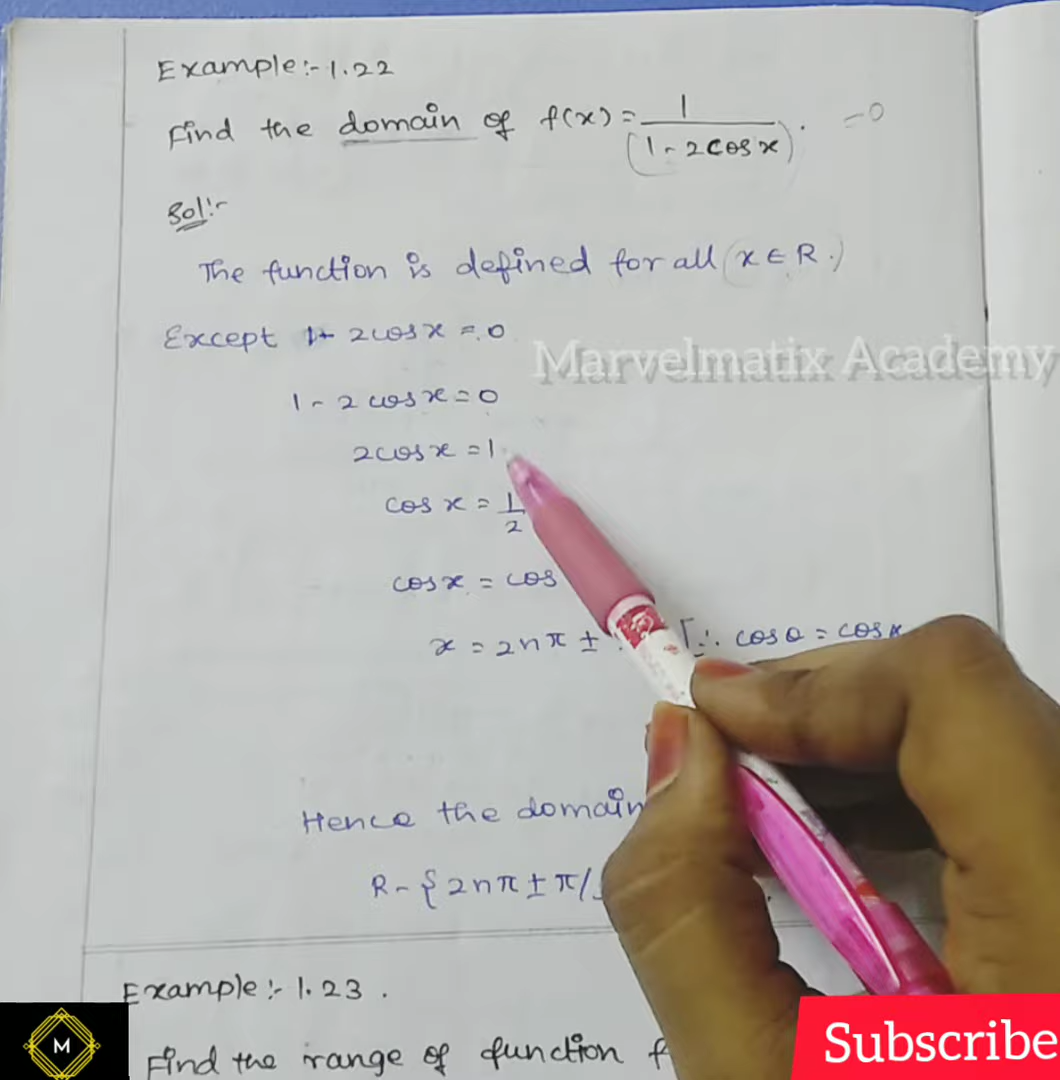 Example:- 1.22
Find the domain of f(x) = 1/(1 - 2cos x). =0
Sol:-
The function is defined for all (x ∈ R.)
Except 1- 2cos x = 0
Marvelmatix Academy
1 - 2 cos x = 0
2cos x = 1
cos x = 1/2
cos x = cos
x = 2nπ ± [∵ cos θ = cos α
Hence the domain
R - { 2nπ ± π/
Example:- 1.23.
Find the range of function f
M
Subscribe